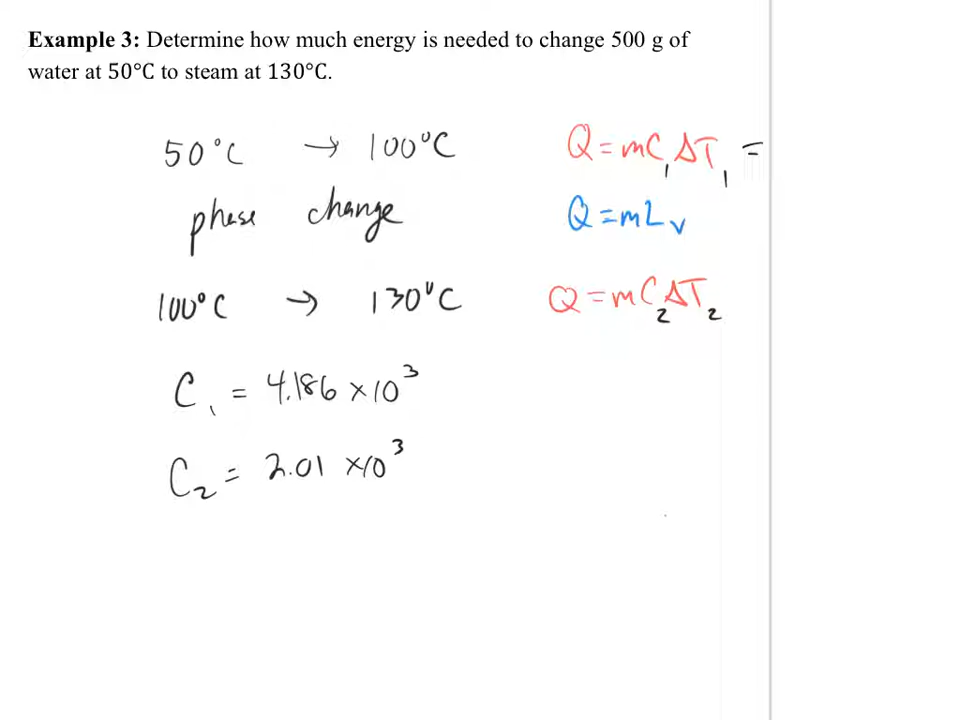 Example 3: Determine how much energy is needed to change 500 g of
water at 50°C to steam at 130°C.
50°C → 100°C Q = mC₁ΔT₁ =
phase change Q = mLᵥ
100°C → 130°C Q = mC₂ΔT₂
C₁ = 4.186 × 10³
C₂ = 2.01 × 10³